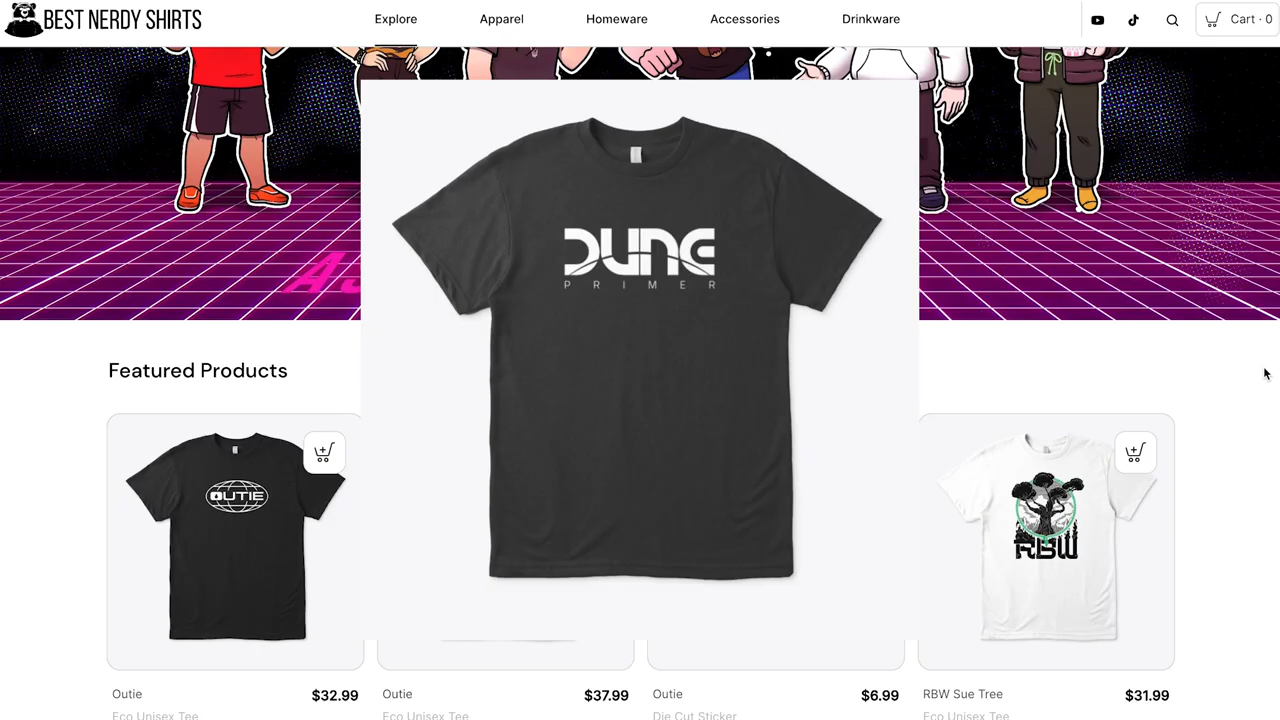 BEST NERDY SHIRTS
Explore
Apparel
Homeware
Accessories
Drinkware
Cart · 0
DUNE
PRIMER
Featured Products
OUTIE
RBW
Outie
$32.99
Outie
$37.99
Outie
$6.99
RBW Sue Tree
$31.99
Eco Unisex Tee
Eco Unisex Tee
Die Cut Sticker
Eco Unisex Tee